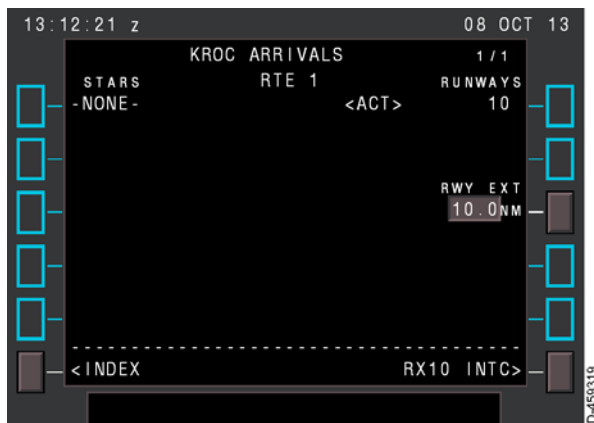 13:12:21 z 08 OCT 13
KROC ARRIVALS 1/1
STARS RTE 1 RUNWAYS
-NONE- <ACT> 10
RWY EXT
10.0NM
<INDEX RX10 INTC>
D-459319